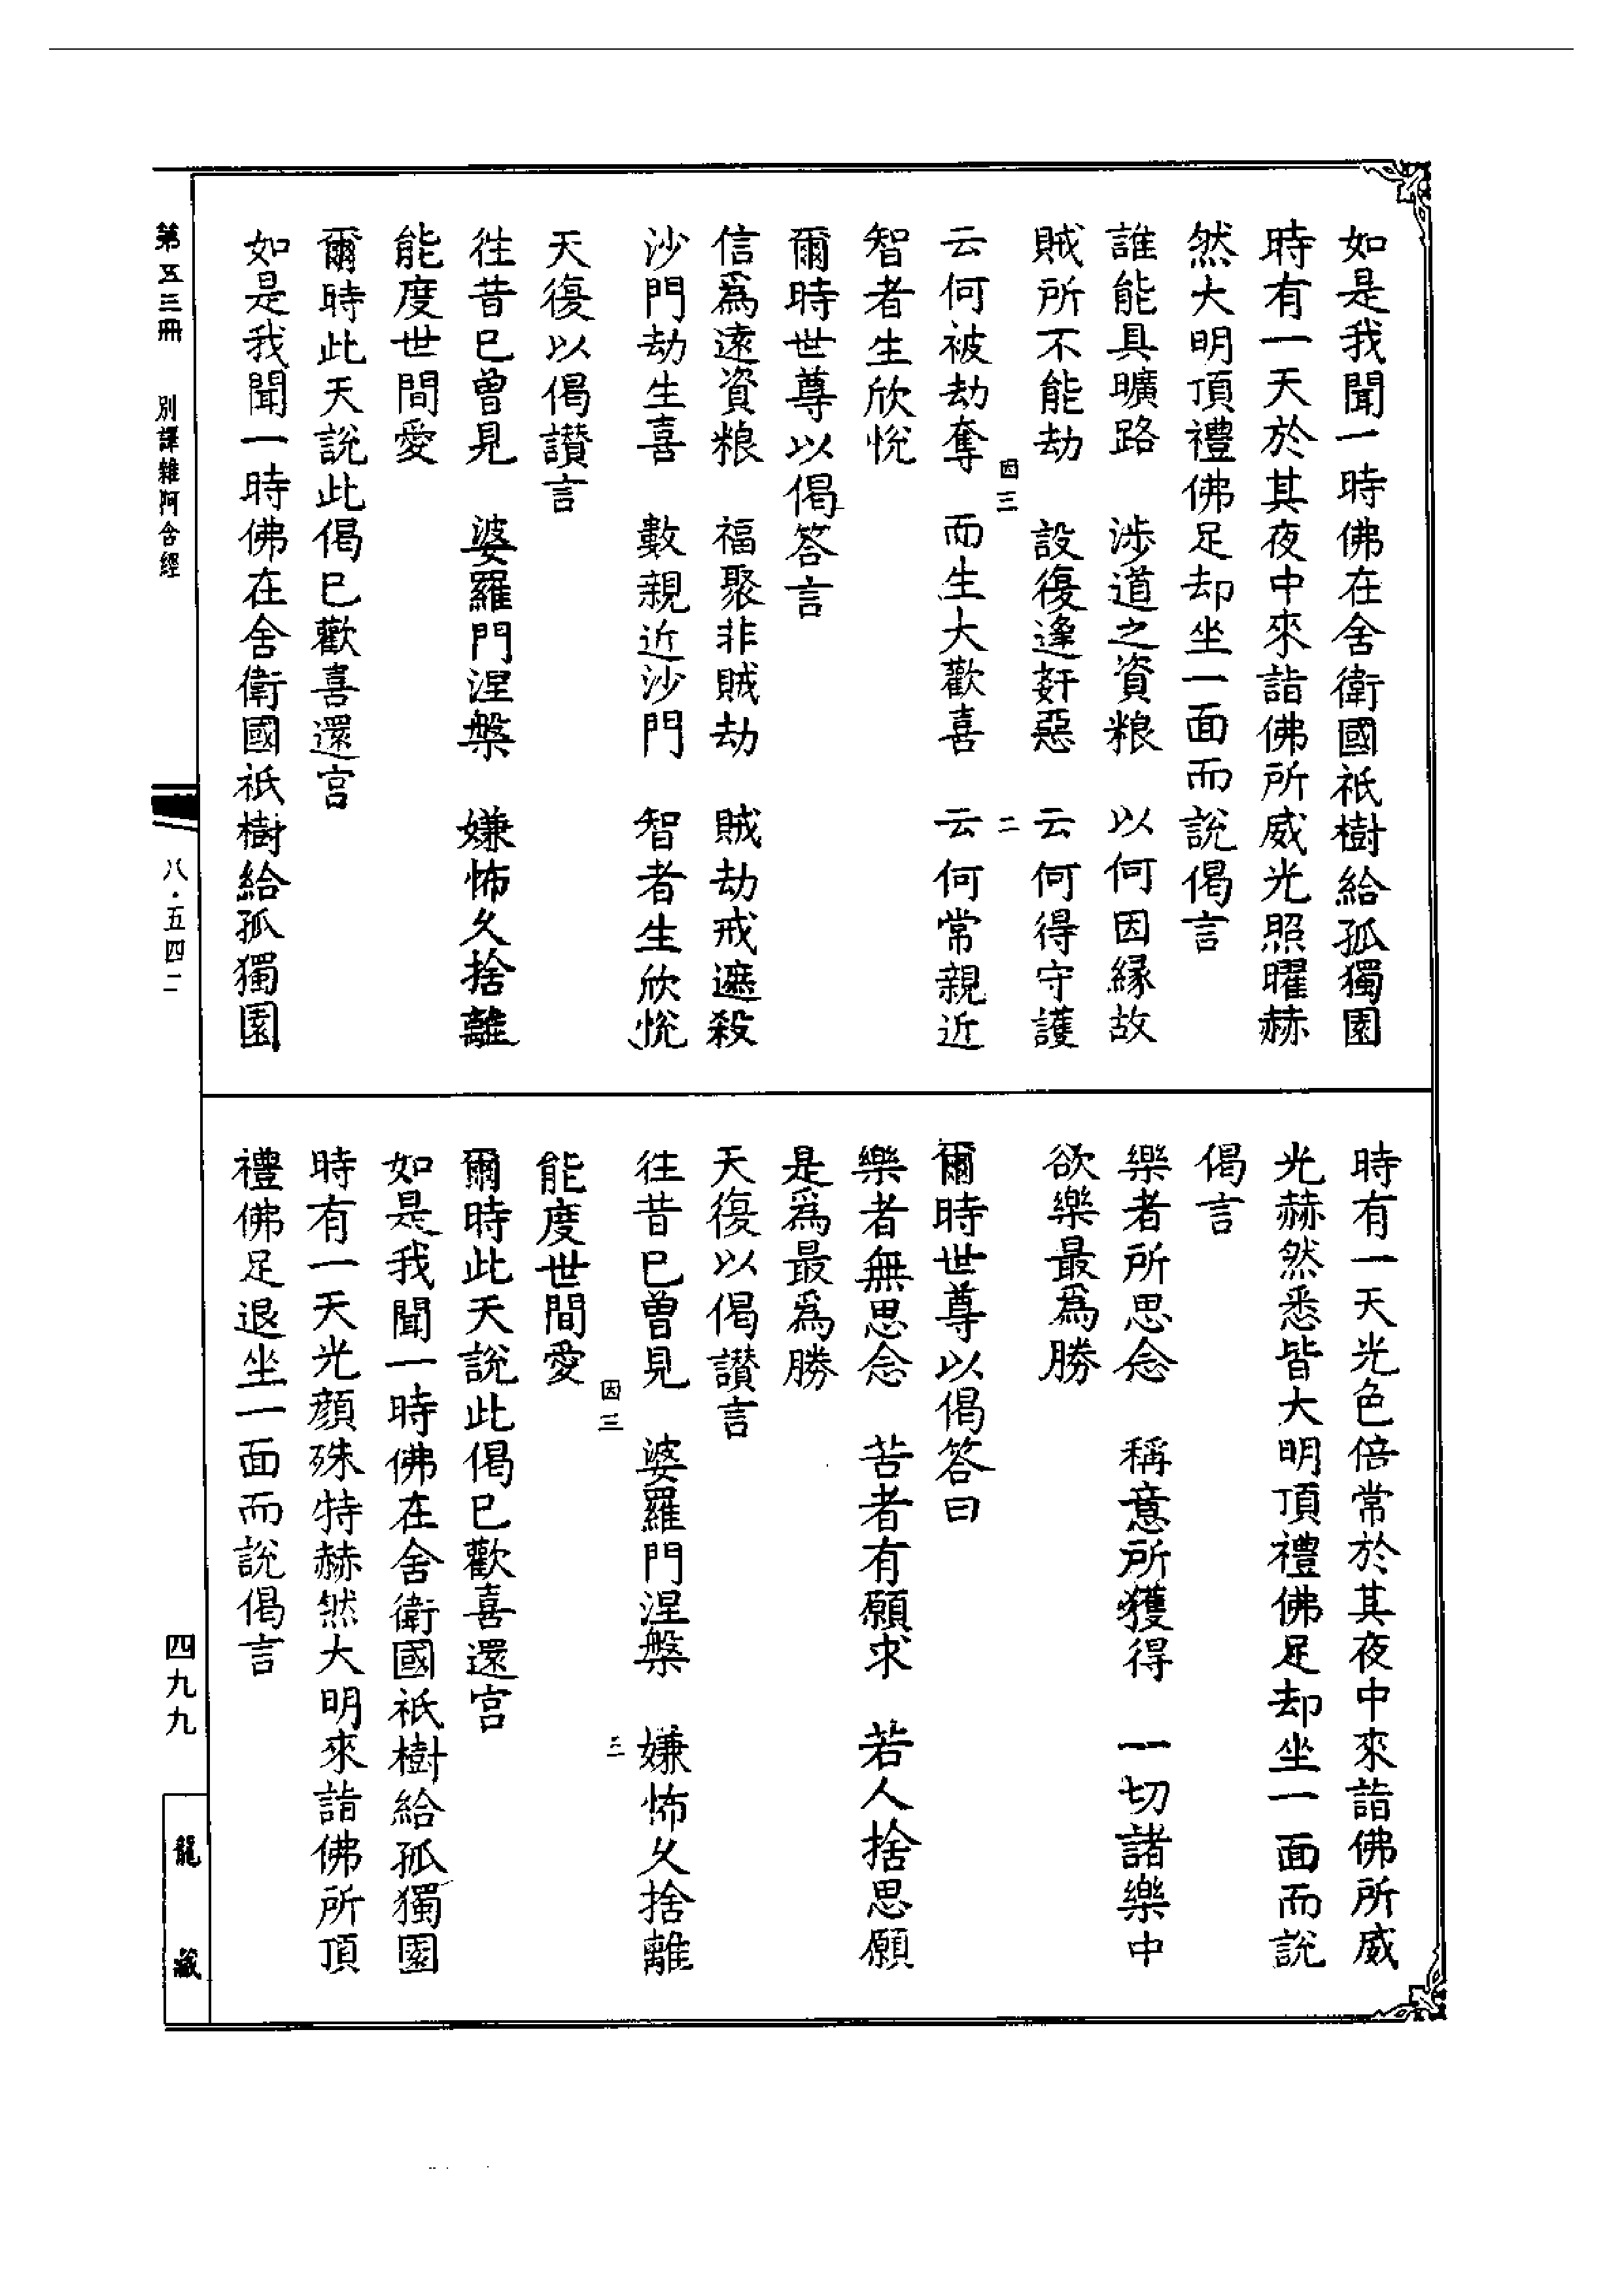 如是我聞一時佛在舍衛國祇樹給孤獨園
時有一天於其夜中來詣佛所威光照曜赫
然大明頂禮佛足却坐一面而說偈言
誰能具曠路　涉道之資粮　以何因緣故
賊所不能劫　設復逢姧惡　云何得守護
因三　二
云何被劫奪　而生大歡喜　云何常親近
智者生欣悅
爾時世尊以偈答言
信爲遠資粮　福聚非賊劫　賊劫戒遮殺
沙門劫生喜　數親近沙門　智者生欣悅
天復以偈讃言
往昔已曾見　婆羅門涅槃　嫌怖久捨離
能度世間愛
爾時此天說此偈已歡喜還宮
如是我聞一時佛在舍衛國祇樹給孤獨園
時有一天光色倍常於其夜中來詣佛所威
光赫然悉皆大明頂禮佛足却坐一面而說
偈言
樂者所思念　稱意所獲得　一切諸樂中
欲樂最爲勝
爾時世尊以偈答曰
樂者無思念　苦者有願求　若人捨思願
是爲最爲勝
天復以偈讃言
往昔已曾見　婆羅門涅槃　嫌怖久捨離
因三　三
能度世間愛
爾時此天說此偈已歡喜還宮
如是我聞一時佛在舍衛國祇樹給孤獨園
時有一天光顏殊特赫然大明來詣佛所頂
禮佛足退坐一面而說偈言
第五三冊　別譯雜阿含經　八・五四二　四九九　龍藏